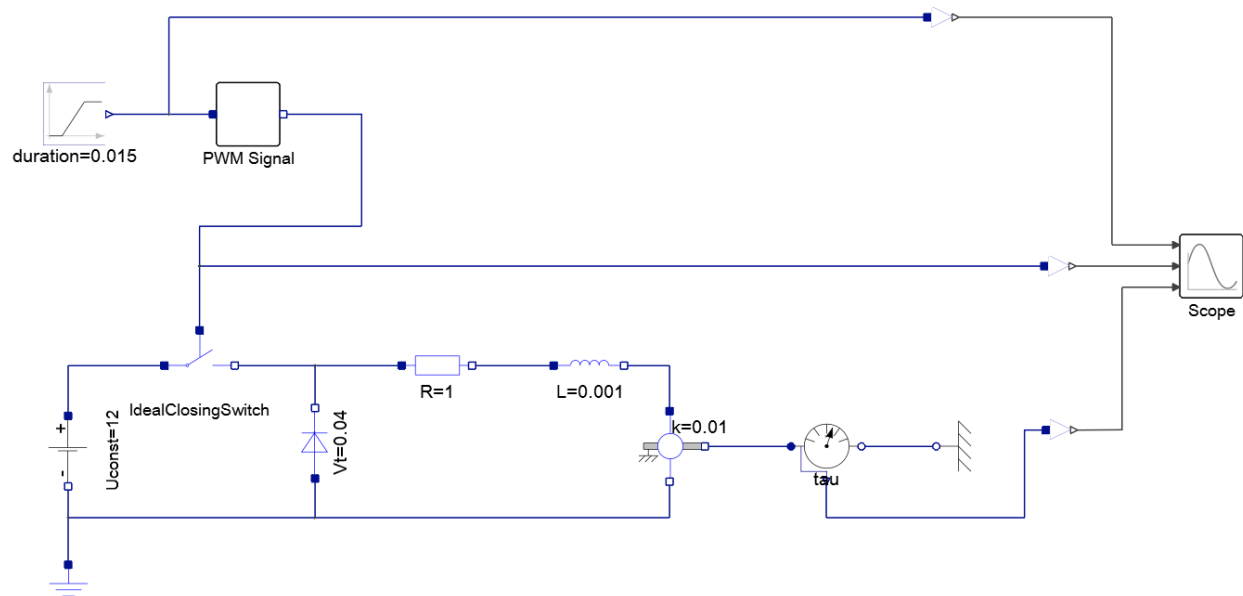 duration=0.015
PWM Signal
Scope
IdealClosingSwitch
R=1
L=0.001
k=0.01
+
-
Uconst=12
Vt=0.04
tau